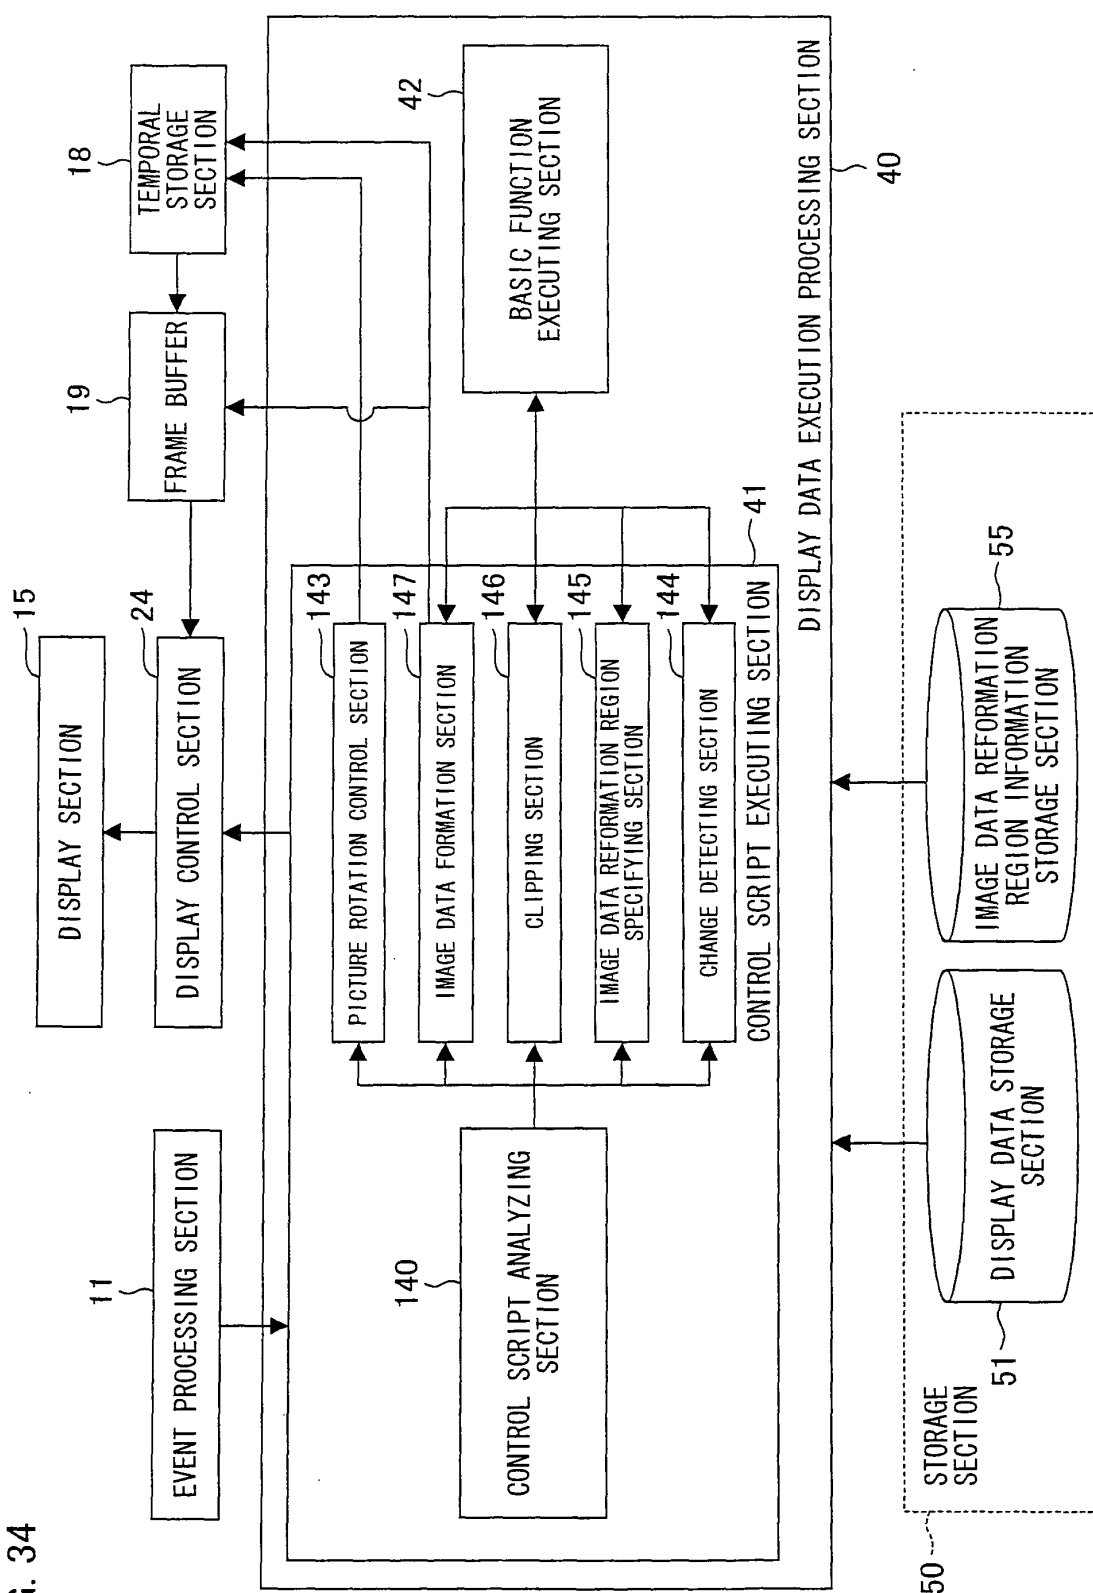 G. 34
11
EVENT PROCESSING SECTION
15
DISPLAY SECTION
24
DISPLAY CONTROL SECTION
19
FRAME BUFFER
18
TEMPORAL
STORAGE
SECTION
140
CONTROL SCRIPT ANALYZING
SECTION
143
PICTURE ROTATION CONTROL SECTION
147
IMAGE DATA FORMATION SECTION
146
CLIPPING SECTION
145
IMAGE DATA REFORMATION REGION
SPECIFYING SECTION
144
CHANGE DETECTING SECTION
CONTROL SCRIPT EXECUTING SECTION
41
42
BASIC FUNCTION
EXECUTING SECTION
DISPLAY DATA EXECUTION PROCESSING SECTION
40
50
STORAGE
SECTION
51
DISPLAY DATA STORAGE
SECTION
55
IMAGE DATA REFORMATION
REGION INFORMATION
STORAGE SECTION